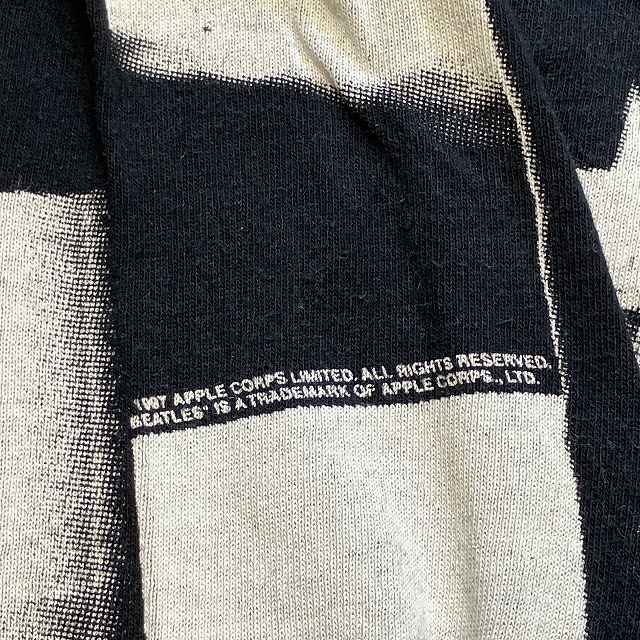 1997 APPLE CORPS LIMITED. ALL RIGHTS RESERVED.
BEATLES" IS A TRADEMARK OF APPLE CORPS., LTD.